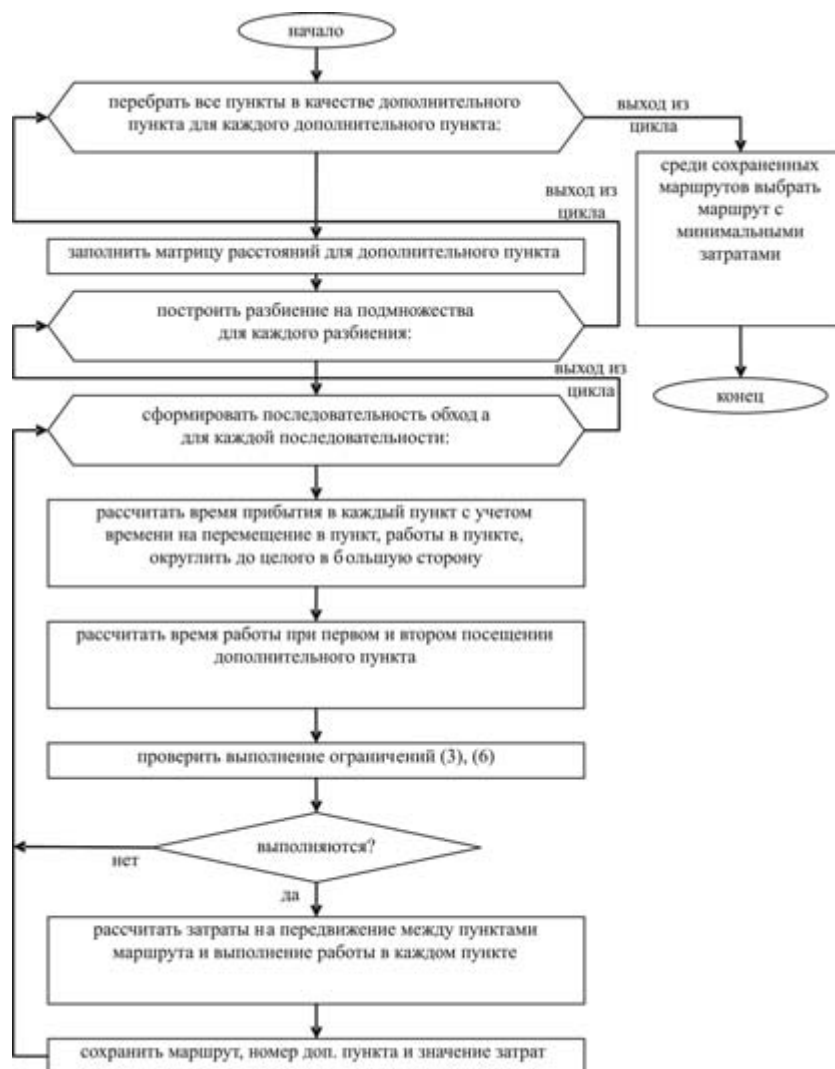 начало
перебрать все пункты в качестве дополнительного
пункта для каждого дополнительного пункта:
выход из
цикла
среди сохраненных
маршрутов выбрать
маршрут с
минимальными
затратами
конец
выход из
цикла
заполнить матрицу расстояний для дополнительного пункта
построить разбиение на подмножества
для каждого разбиения:
выход из
цикла
сформировать последовательность обход а
для каждой последовательности:
рассчитать время прибытия в каждый пункт с учетом
времени на перемещение в пункт, работы в пункте,
округлить до целого в большую сторону
рассчитать время работы при первом и втором посещении
дополнительного пункта
проверить выполнение ограничений (3), (6)
выполняются?
нет
да
рассчитать затраты на передвижение между пунктами
маршрута и выполнение работы в каждом пункте
сохранить маршрут, номер доп. пункта и значение затрат